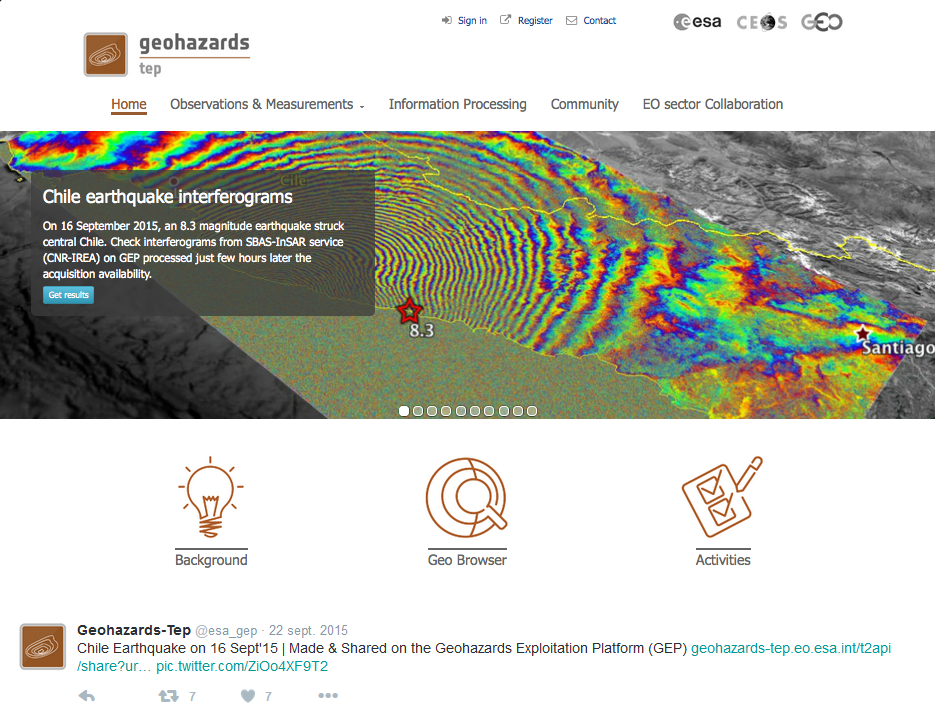 Sign in Register Contact
esa CEOS GEO
geohazards
tep
Home Observations & Measurements Information Processing Community EO sector Collaboration
Chile
Chile earthquake interferograms
On 16 September 2015, an 8.3 magnitude earthquake struck
central Chile. Check interferograms from SBAS-InSAR service
(CNR-IREA) on GEP processed just few hours later the
acquisition availability.
Get results
8.3
Santiago
Background Geo Browser Activities
Geohazards-Tep @esa_gep · 22 sept. 2015
Chile Earthquake on 16 Sept'15 | Made & Shared on the Geohazards Exploitation Platform (GEP) geohazards-tep.eo.esa.int/t2api
/share?ur… pic.twitter.com/ZiOo4XF9T2
7 7